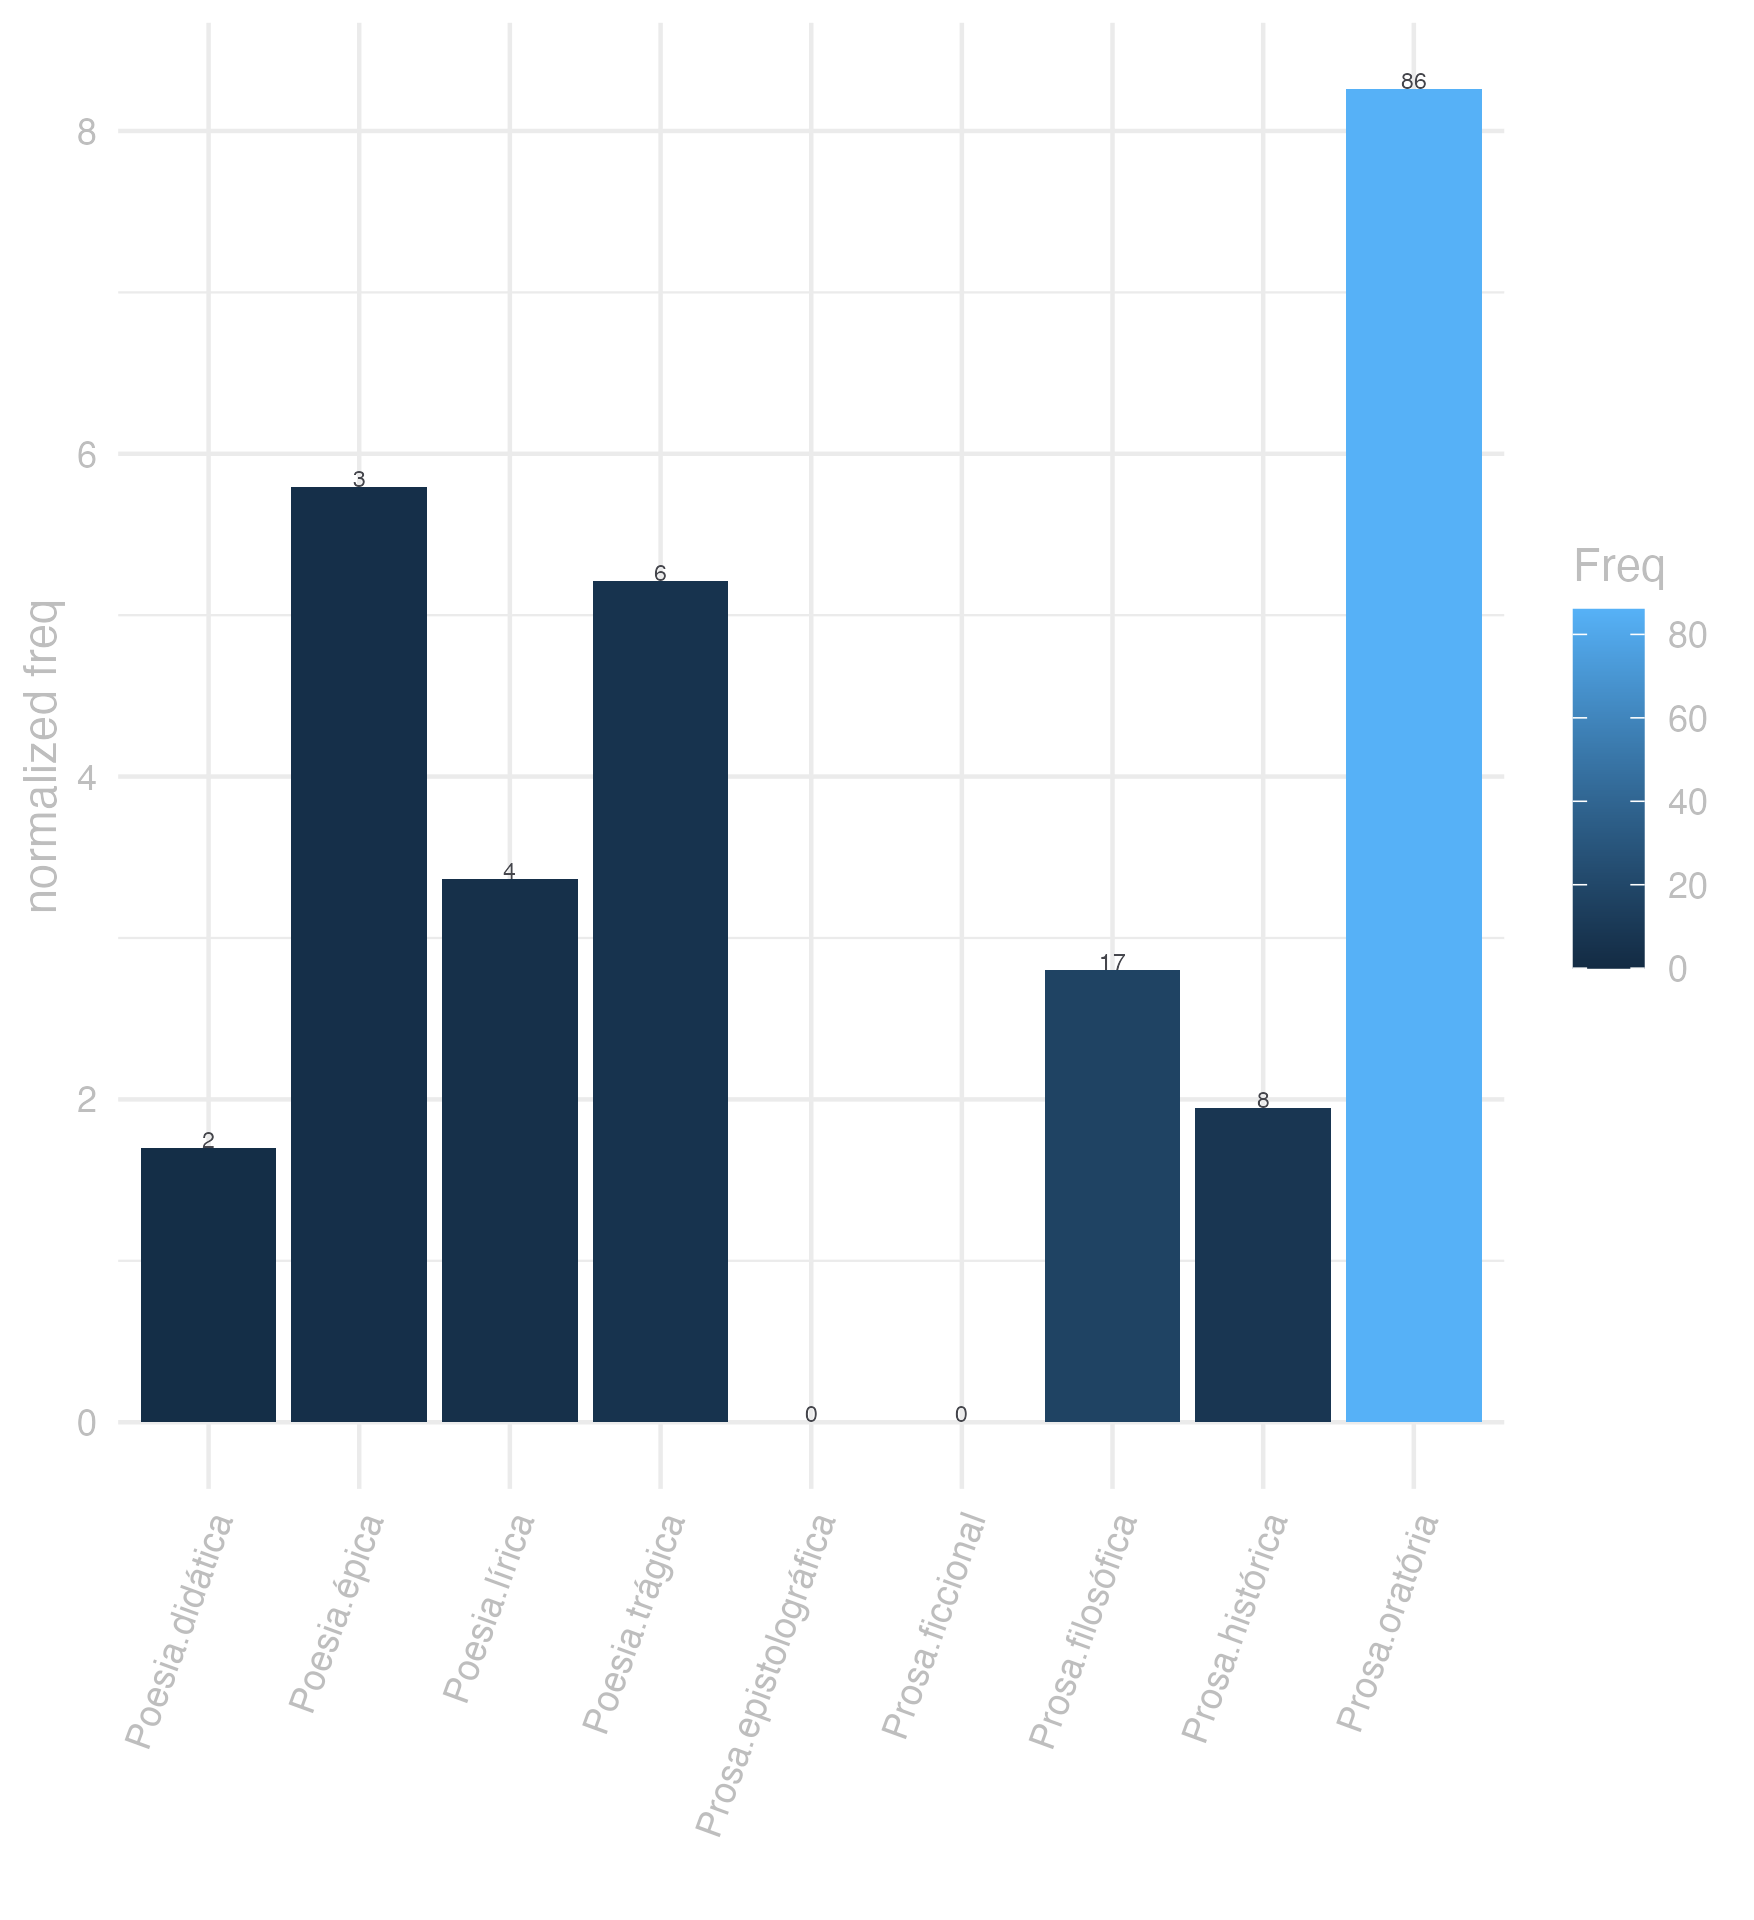 normalized freq
8
6
4
2
0
86
3
6
4
17
8
2
0
0
Poesia.didática
Poesia.épica
Poesia.lírica
Poesia.trágica
Prosa.epistolográfica
Prosa.ficcional
Prosa.filosófica
Prosa.histórica
Prosa.oratória
Freq
80
60
40
20
0